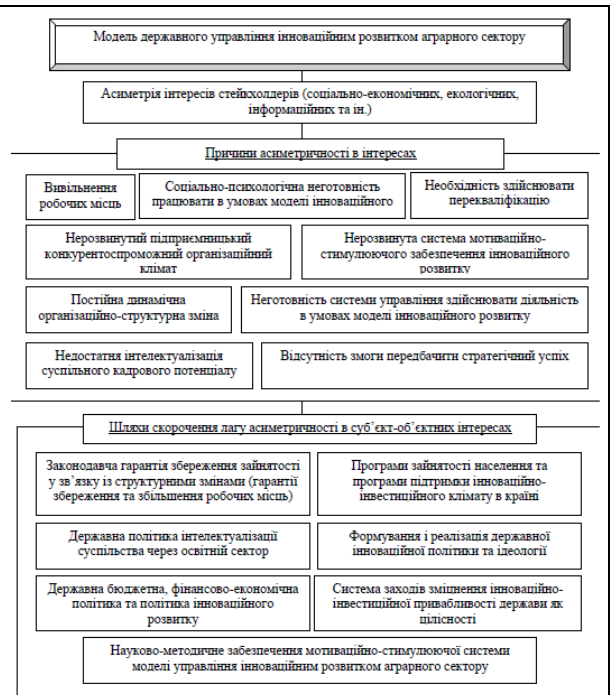 Модель державного управління інноваційним розвитком аграрного сектору
Асиметрія інтересів стейкхолдерів (соціально-економічних, екологічних,
інформаційних та ін.)
Причини асиметричності в інтересах
Вивільнення
робочих місць
Соціально-психологічна неготовність
працювати в умовах моделі інноваційного
Необхідність здійснювати
перекваліфікацію
Нерозвинутий підприємницький
конкурентоспроможний організаційний
клімат
Нерозвинута система мотиваційно-
стимулюючого забезпечення інноваційного
розвитку
Постійна динамічна
організаційно-структурна зміна
Неготовність системи управління здійснювати діяльність
в умовах моделі інноваційного розвитку
Недостатня інтелектуалізація
суспільного кадрового потенціалу
Відсутність змоги передбачити стратегічний успіх
Шляхи скорочення лагу асиметричності в суб’єкт-об’єктних інтересах
Законодавча гарантія збереження зайнятості
у зв’язку із структурними змінами (гарантії
збереження та збільшення робочих місць)
Програми зайнятості населення та
програми підтримки інноваційно-
інвестиційного клімату в країні
Державна політика інтелектуалізації
суспільства через освітній сектор
Формування і реалізація державної
інноваційної політики та ідеології
Державна бюджетна, фінансово-економічна
політика та політика інноваційного
розвитку
Система заходів зміцнення інноваційно-
інвестиційної привабливості держави як
цілісності
Науково-методичне забезпечення мотиваційно-стимулюючої системи
моделі управління інноваційним розвитком аграрного сектору